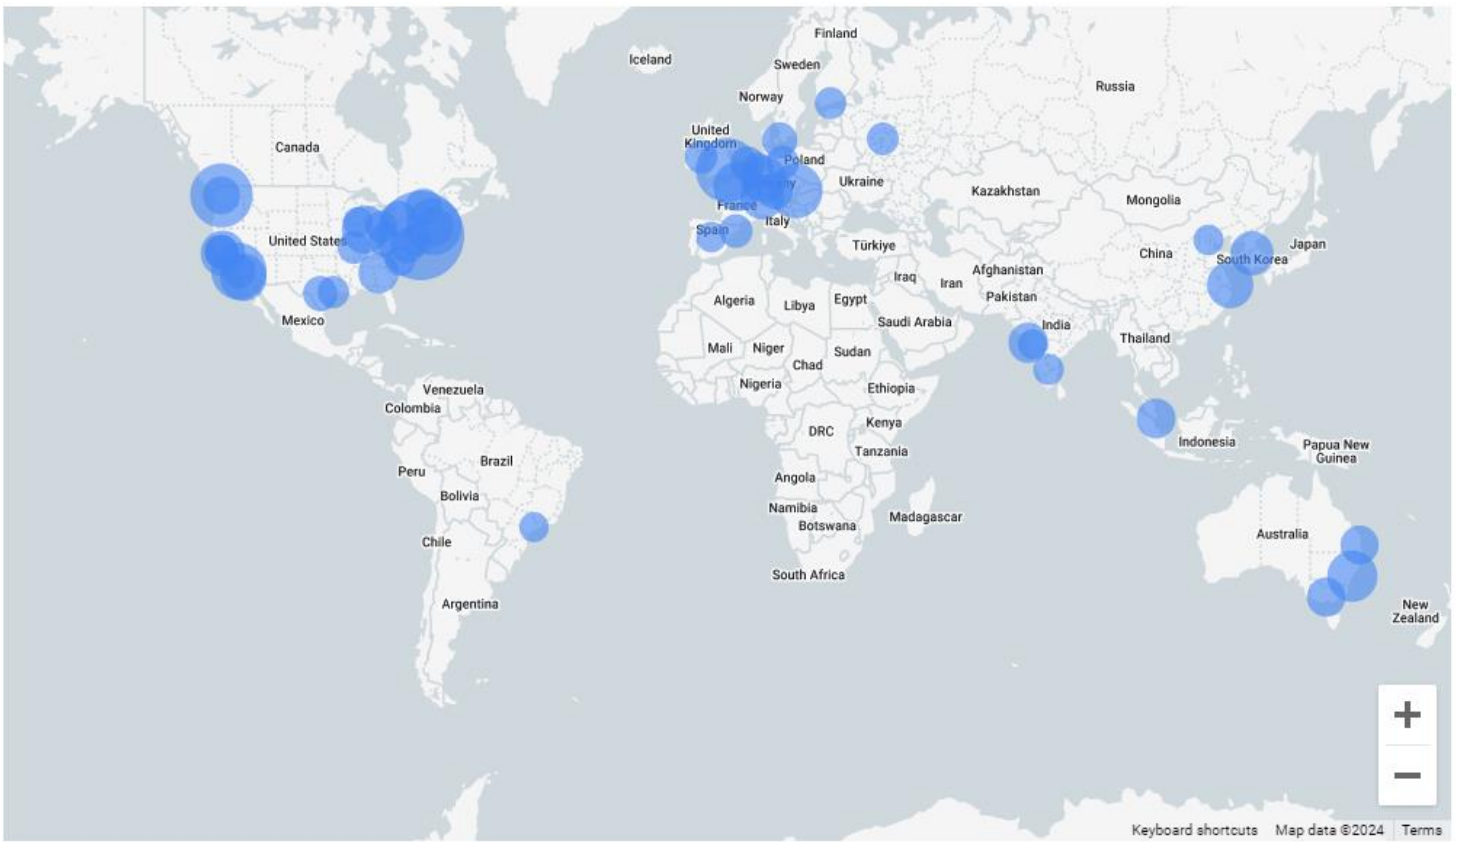 Finland
Iceland
Sweden
Russia
Norway
United
Kingdom
Canada
Poland
Ukraine
Kazakhstan
Mongolia
France
Italy
Spain
United States
Türkiye
China
South Korea
Japan
Iraq
Iran
Afghanistan
Pakistan
Algeria
Libya
Egypt
Saudi Arabia
India
Mexico
Thailand
Mali
Niger
Chad
Sudan
Nigeria
Ethiopia
Venezuela
Colombia
DRC
Kenya
Tanzania
Indonesia
Papua New
Guinea
Peru
Brazil
Angola
Bolivia
Namibia
Botswana
Madagascar
Chile
Australia
South Africa
Argentina
New
Zealand
+
−
Keyboard shortcuts Map data ©2024 Terms